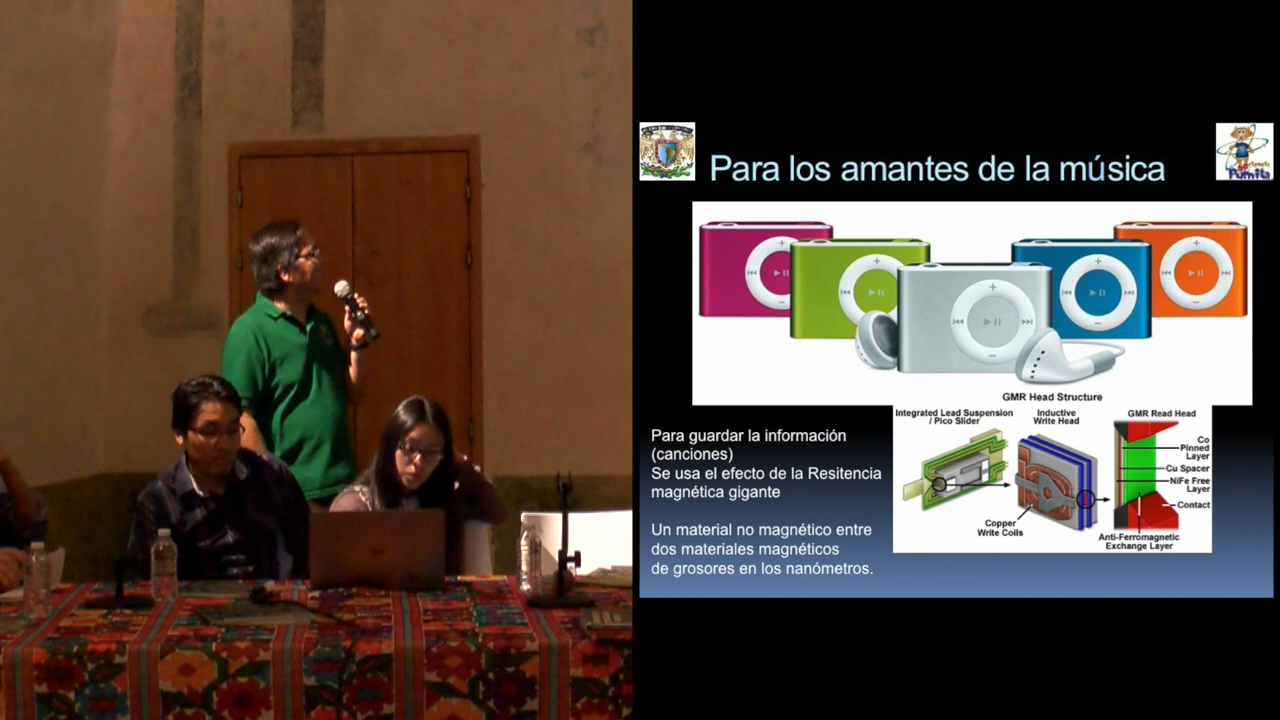 Para los amantes de la música
GMR Head Structure
Integrated Lead Suspension
/ Pico Slider
Inductive
Write Head
GMR Read Head
Co
Pinned
Layer
Cu Spacer
NiFe Free
Layer
Contact
Copper
Write Coils
Anti-Ferromagnetic
Exchange Layer
Para guardar la información
(canciones)
Se usa el efecto de la Resitencia
magnética gigante
Un material no magnético entre
dos materiales magnéticos
de grosores en los nanómetros.
Pumita